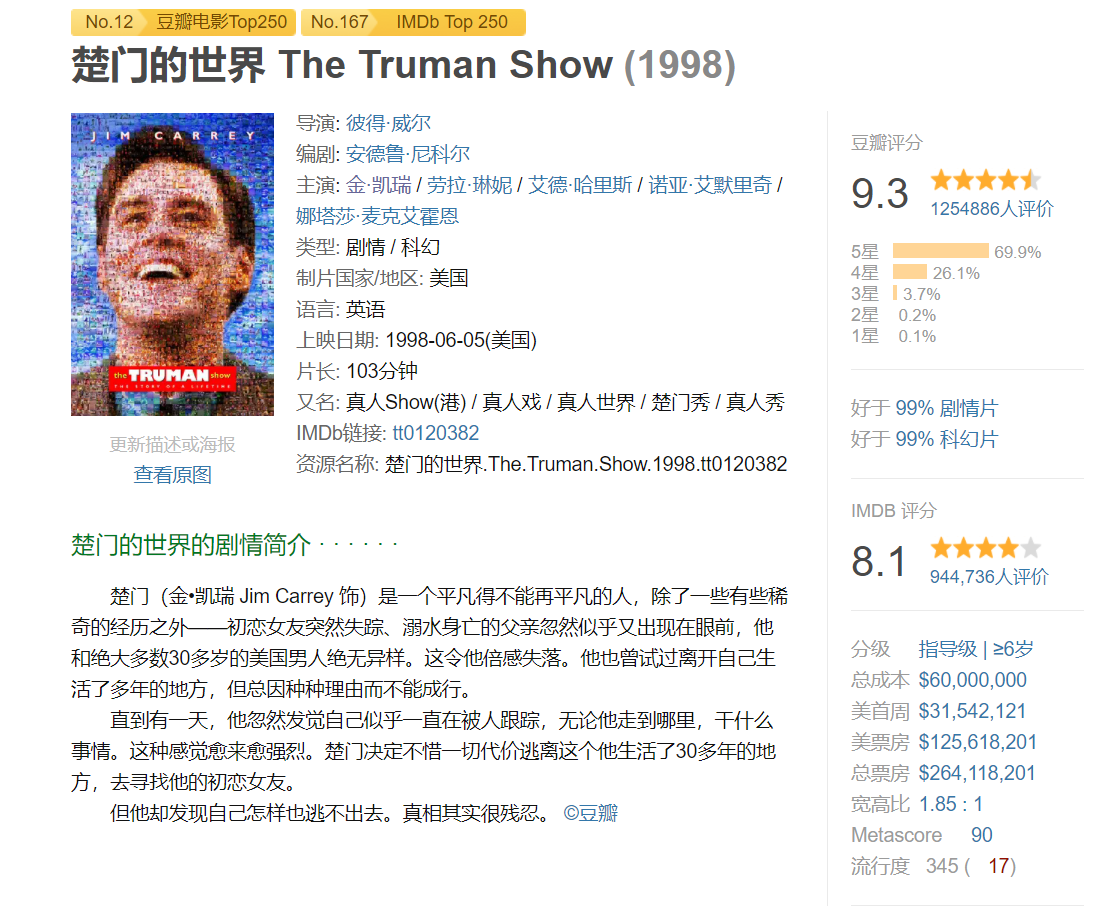 No.12 豆瓣电影Top250 No.167 IMDb Top 250
楚门的世界 The Truman Show (1998)
JIM CARREY
the TRUMAN show
THE STORY OF A LIFETIME
更新描述或海报
查看原图
导演: 彼得·威尔
编剧: 安德鲁·尼科尔
主演: 金·凯瑞 / 劳拉·琳妮 / 艾德·哈里斯 / 诺亚·艾默里奇 /
娜塔莎·麦克艾霍恩
类型: 剧情 / 科幻
制片国家/地区: 美国
语言: 英语
上映日期: 1998-06-05(美国)
片长: 103分钟
又名: 真人Show(港) / 真人戏 / 真人世界 / 楚门秀 / 真人秀
IMDb链接: tt0120382
资源名称: 楚门的世界.The.Truman.Show.1998.tt0120382
豆瓣评分
9.3
1254886人评价
5星 69.9%
4星 26.1%
3星 3.7%
2星 0.2%
1星 0.1%
好于 99% 剧情片
好于 99% 科幻片
IMDB 评分
8.1
944,736人评价
分级 指导级 | ≥6岁
总成本 $60,000,000
美首周 $31,542,121
美票房 $125,618,201
总票房 $264,118,201
宽高比 1.85 : 1
Metascore 90
流行度 345 ( 17)
楚门的世界的剧情简介 · · · · · ·
楚门（金•凯瑞 Jim Carrey 饰）是一个平凡得不能再平凡的人，除了一些有些稀
奇的经历之外——初恋女友突然失踪、溺水身亡的父亲忽然似乎又出现在眼前，他
和绝大多数30多岁的美国男人绝无异样。这令他倍感失落。他也曾试过离开自己生
活了多年的地方，但总因种种理由而不能成行。
直到有一天，他忽然发觉自己似乎一直在被人跟踪，无论他走到哪里，干什么
事情。这种感觉愈来愈强烈。楚门决定不惜一切代价逃离这个他生活了30多年的地
方，去寻找他的初恋女友。
但他却发现自己怎样也逃不出去。真相其实很残忍。 ©豆瓣